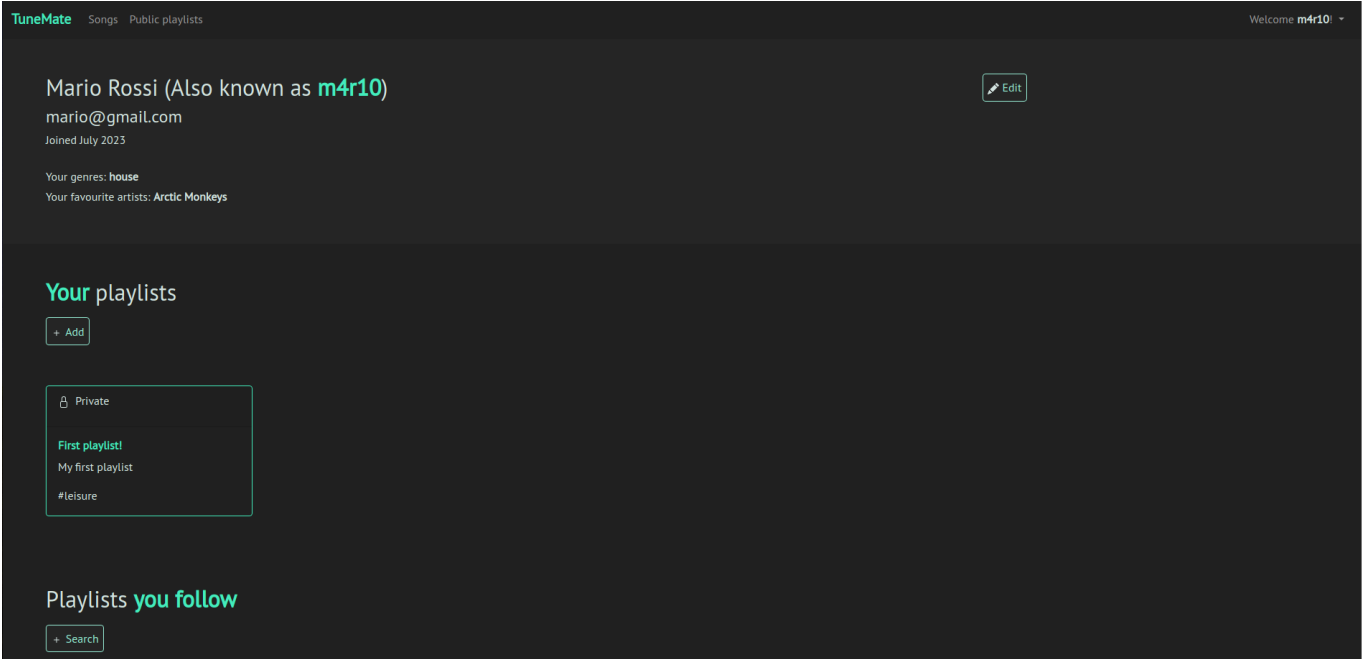 TuneMate Songs Public playlists Welcome m4r10!
Mario Rossi (Also known as m4r10)
Edit
mario@gmail.com
Joined July 2023
Your genres: house
Your favourite artists: Arctic Monkeys
Your playlists
+ Add
Private
First playlist!
My first playlist
#leisure
Playlists you follow
+ Search